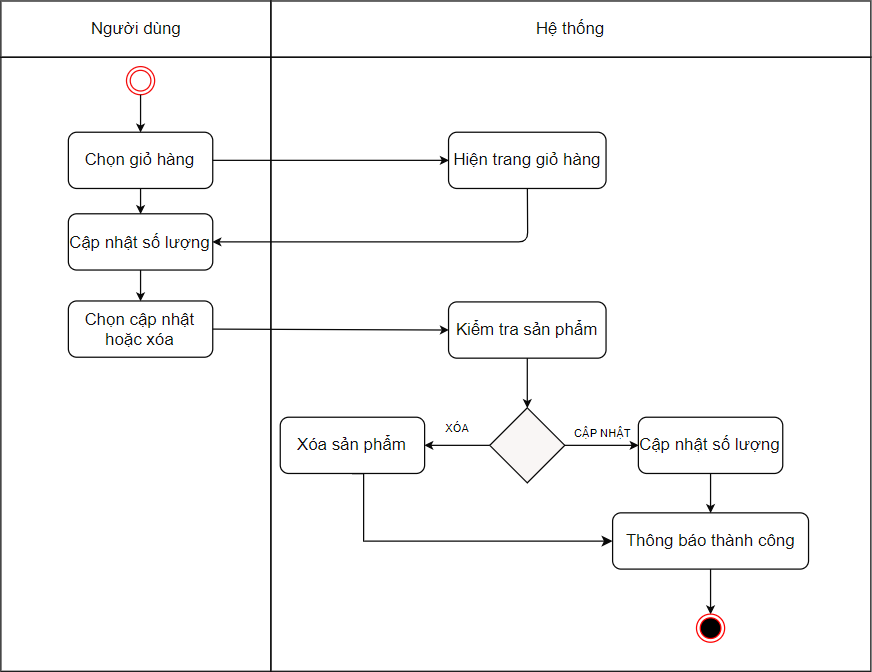 Người dùng
Hệ thống
Chọn giỏ hàng
Hiện trang giỏ hàng
Cập nhật số lượng
Chọn cập nhật
hoặc xóa
Kiểm tra sản phẩm
XÓA
CẬP NHẬT
Xóa sản phẩm
Cập nhật số lượng
Thông báo thành công